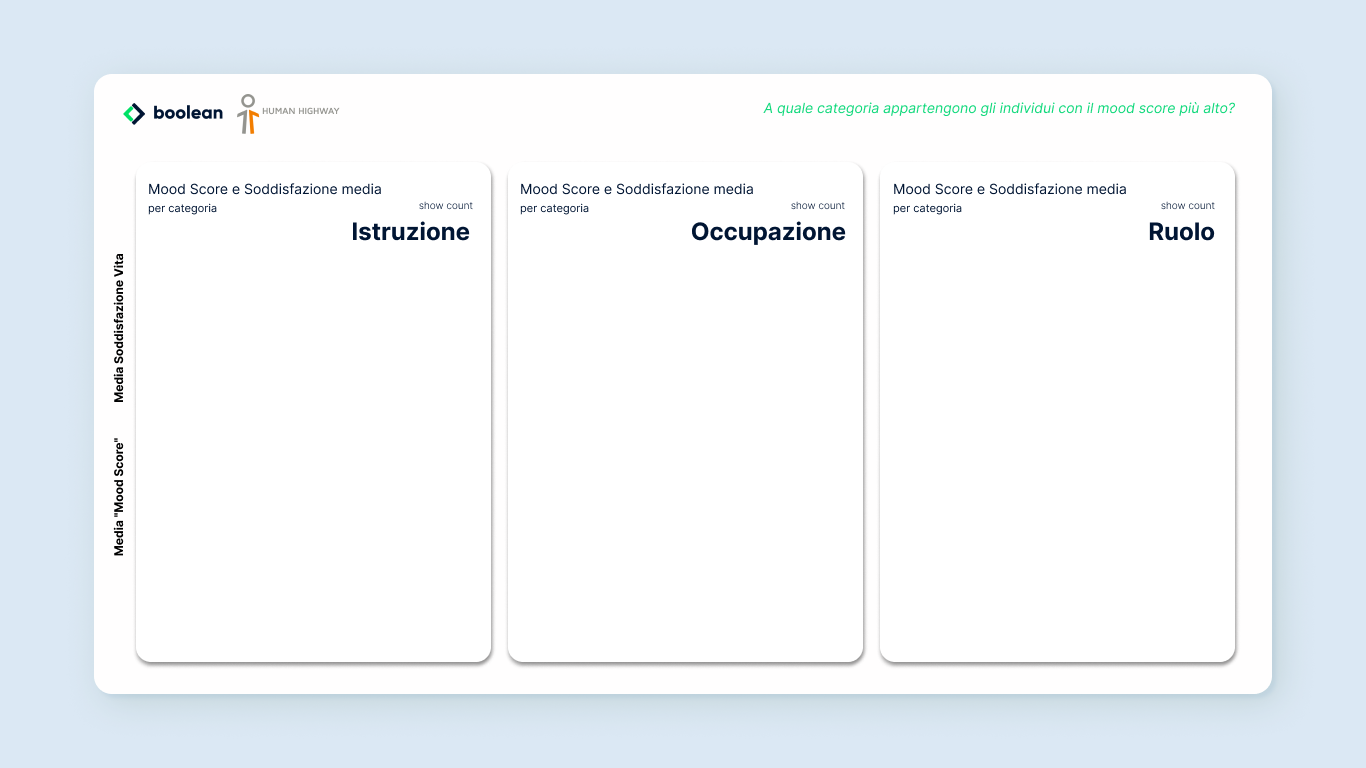 boolean
HUMAN HIGHWAY
A quale categoria appartengono gli individui con il mood score più alto?
Mood Score e Soddisfazione media
per categoria
show count
Istruzione
Mood Score e Soddisfazione media
per categoria
show count
Occupazione
Mood Score e Soddisfazione media
per categoria
show count
Ruolo
Media Soddisfazione Vita
Media "Mood Score"